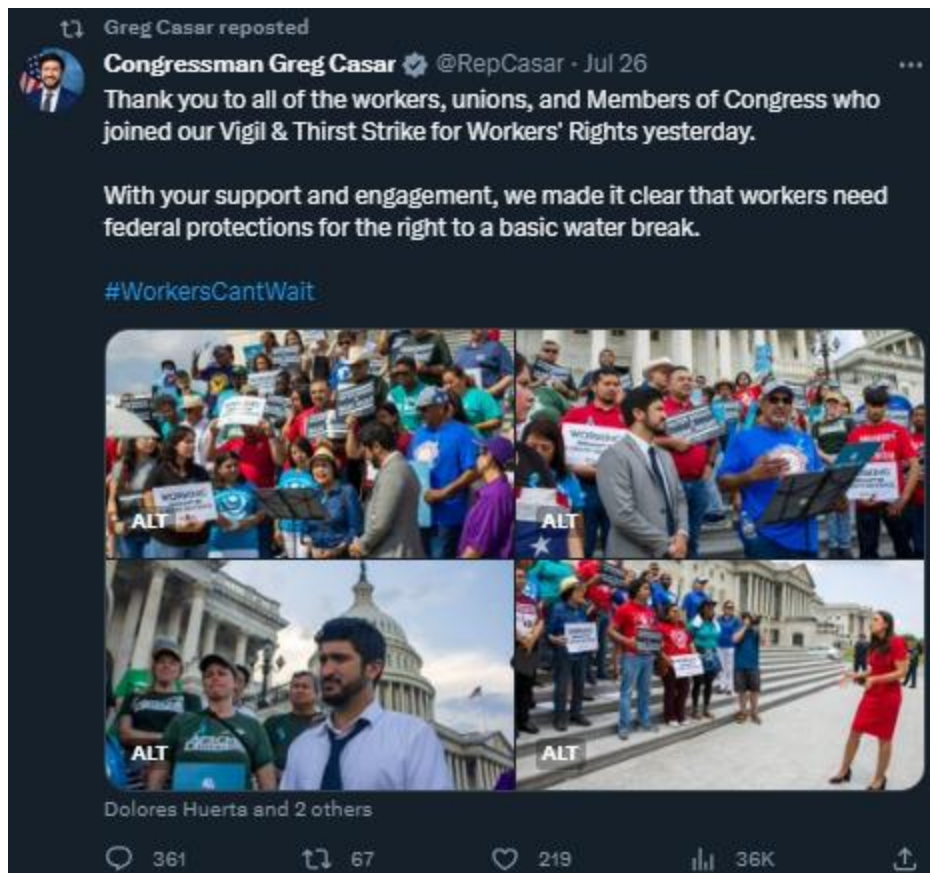 Greg Casar reposted
Congressman Greg Casar @RepCasar · Jul 26
Thank you to all of the workers, unions, and Members of Congress who
joined our Vigil & Thirst Strike for Workers' Rights yesterday.
With your support and engagement, we made it clear that workers need
federal protections for the right to a basic water break.
#WorkersCantWait
WORKING
ALT
WORKING
ALT
ALT
ALT
Dolores Huerta and 2 others
361 67 219 36K